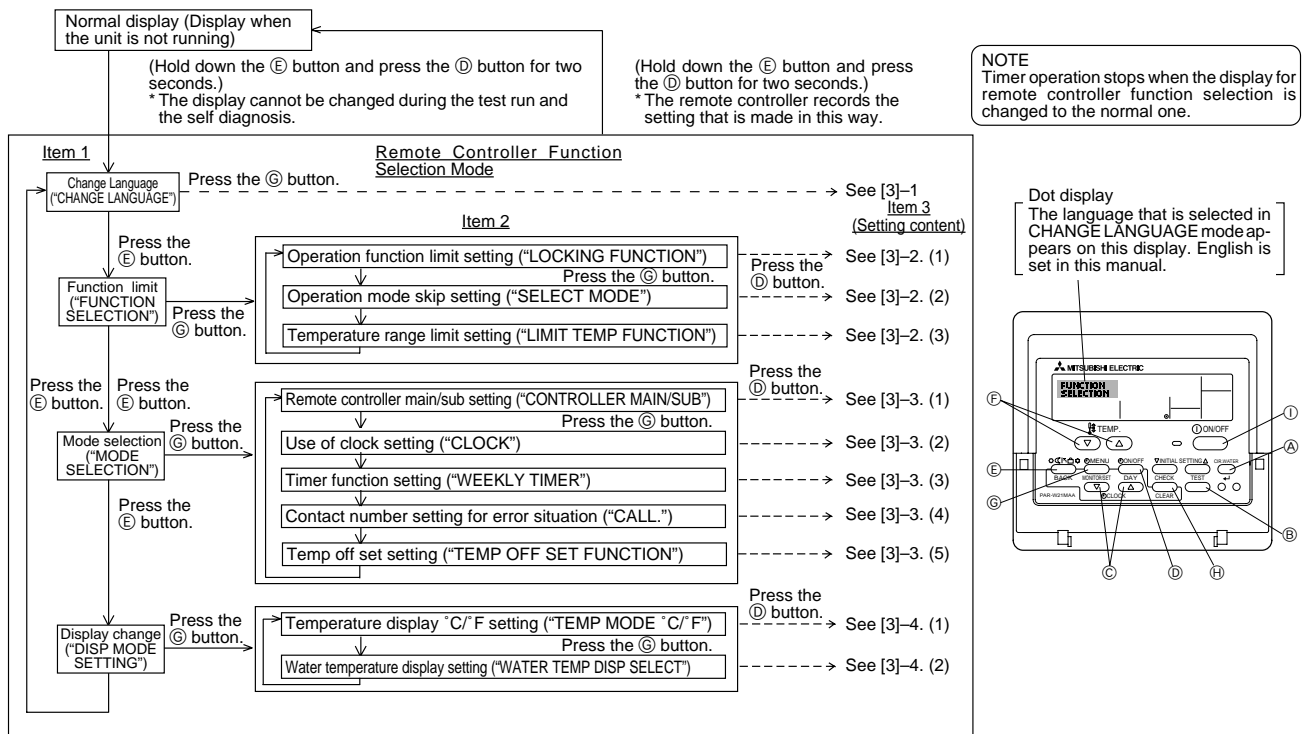 Normal display (Display when
the unit is not running)
(Hold down the Ⓔ button and press the Ⓓ button for two
seconds.)
* The display cannot be changed during the test run and
the self diagnosis.
(Hold down the Ⓔ button and press
the Ⓓ button for two seconds.)
* The remote controller records the
setting that is made in this way.
NOTE
Timer operation stops when the display for
remote controller function selection is
changed to the normal one.
Item 1
Remote Controller Function
Selection Mode
Change Language
("CHANGE LANGUAGE")
Press the Ⓖ button.
See [3]–1
Item 2
Item 3
(Setting content)
Press the
Ⓔ button.
Function limit
("FUNCTION
SELECTION")
Press the
Ⓖ button.
Operation function limit setting ("LOCKING FUNCTION")
Press the Ⓖ button.
Press the
Ⓓ button.
See [3]–2. (1)
Operation mode skip setting ("SELECT MODE")
See [3]–2. (2)
Temperature range limit setting ("LIMIT TEMP FUNCTION")
See [3]–2. (3)
Press the
Ⓔ button.
Press the
Ⓔ button.
Mode selection
("MODE
SELECTION")
Press the
Ⓖ button.
Press the
Ⓓ button.
Remote controller main/sub setting ("CONTROLLER MAIN/SUB")
See [3]–3. (1)
Press the Ⓖ button.
Use of clock setting ("CLOCK")
See [3]–3. (2)
Timer function setting ("WEEKLY TIMER")
See [3]–3. (3)
Contact number setting for error situation ("CALL.")
See [3]–3. (4)
Temp off set setting ("TEMP OFF SET FUNCTION")
See [3]–3. (5)
Press the
Ⓔ button.
Display change
("DISP MODE
SETTING")
Press the
Ⓖ button.
Press the
Ⓓ button.
Temperature display ˚C/˚F setting ("TEMP MODE ˚C/˚F")
See [3]–4. (1)
Press the Ⓖ button.
Water temperature display setting ("WATER TEMP DISP SELECT")
See [3]–4. (2)
Dot display
The language that is selected in
CHANGE LANGUAGE mode ap-
pears on this display. English is
set in this manual.
MITSUBISHI ELECTRIC
FUNCTION
SELECTION
TEMP.
ON/OFF
MENU
ON/OFF
INITIAL SETTING
CIR.WATER
BACK
MONITOR/SET
DAY
CHECK
TEST
PAR-W21MAA
CLOCK
CLEAR
Ⓕ
Ⓔ
Ⓖ
Ⓒ
Ⓓ
Ⓗ
Ⓘ
Ⓐ
Ⓑ